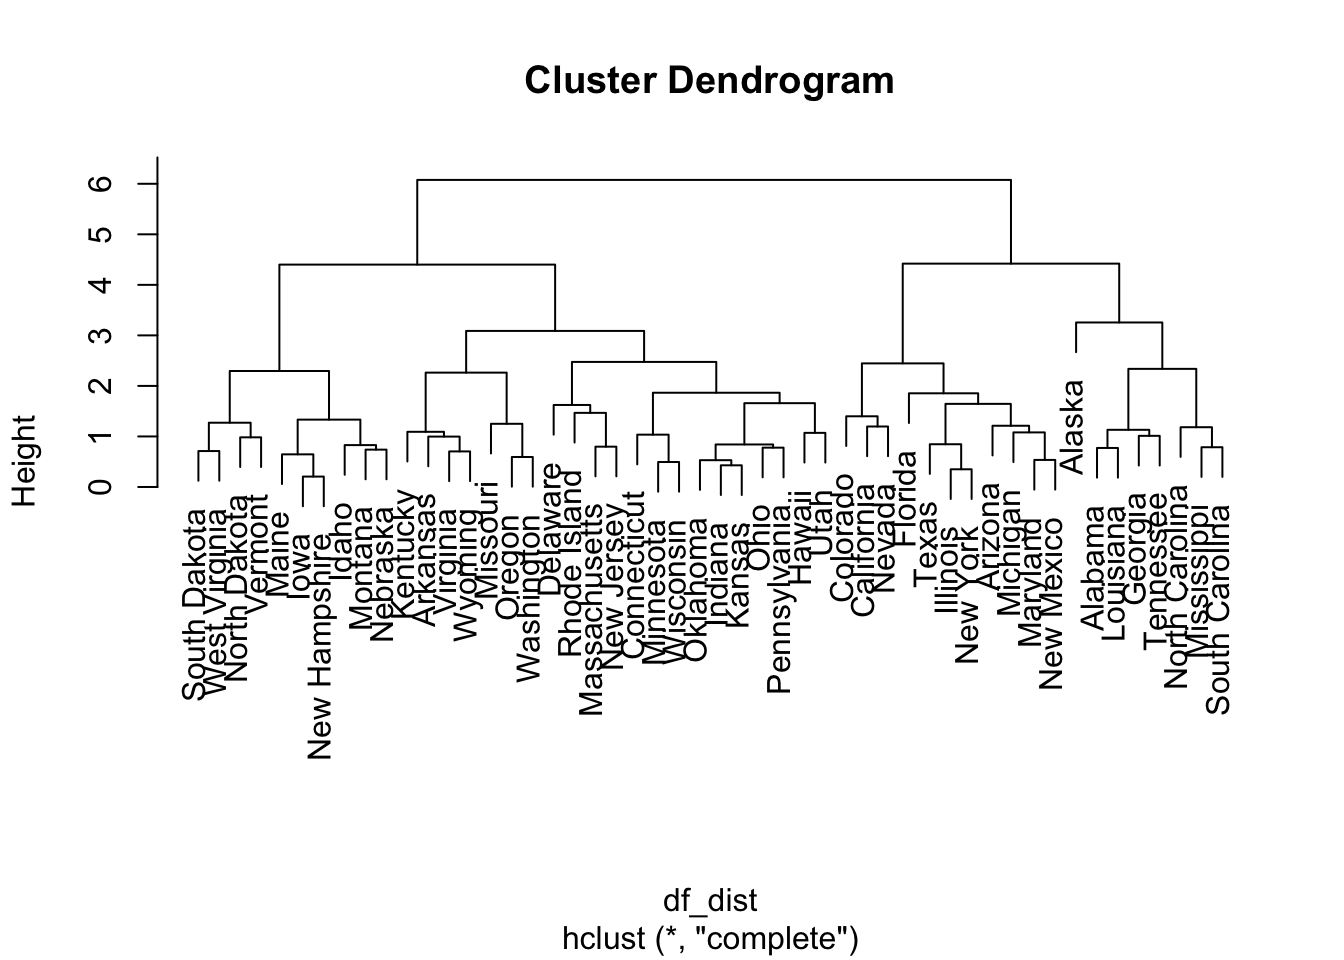 Cluster Dendrogram
Height
0
1
2
3
4
5
6
South Dakota
West Virginia
North Dakota
Vermont
Maine
Iowa
New Hampshire
Idaho
Montana
Nebraska
Kentucky
Arkansas
Virginia
Wyoming
Missouri
Oregon
Washington
Delaware
Rhode Island
Massachusetts
New Jersey
Connecticut
Minnesota
Wisconsin
Oklahoma
Indiana
Kansas
Ohio
Pennsylvania
Hawaii
Utah
Colorado
California
Nevada
Florida
Texas
Illinois
New York
Arizona
Michigan
Maryland
New Mexico
Alaska
Alabama
Louisiana
Georgia
Tennessee
North Carolina
Mississippi
South Carolina
df_dist
hclust (*, "complete")